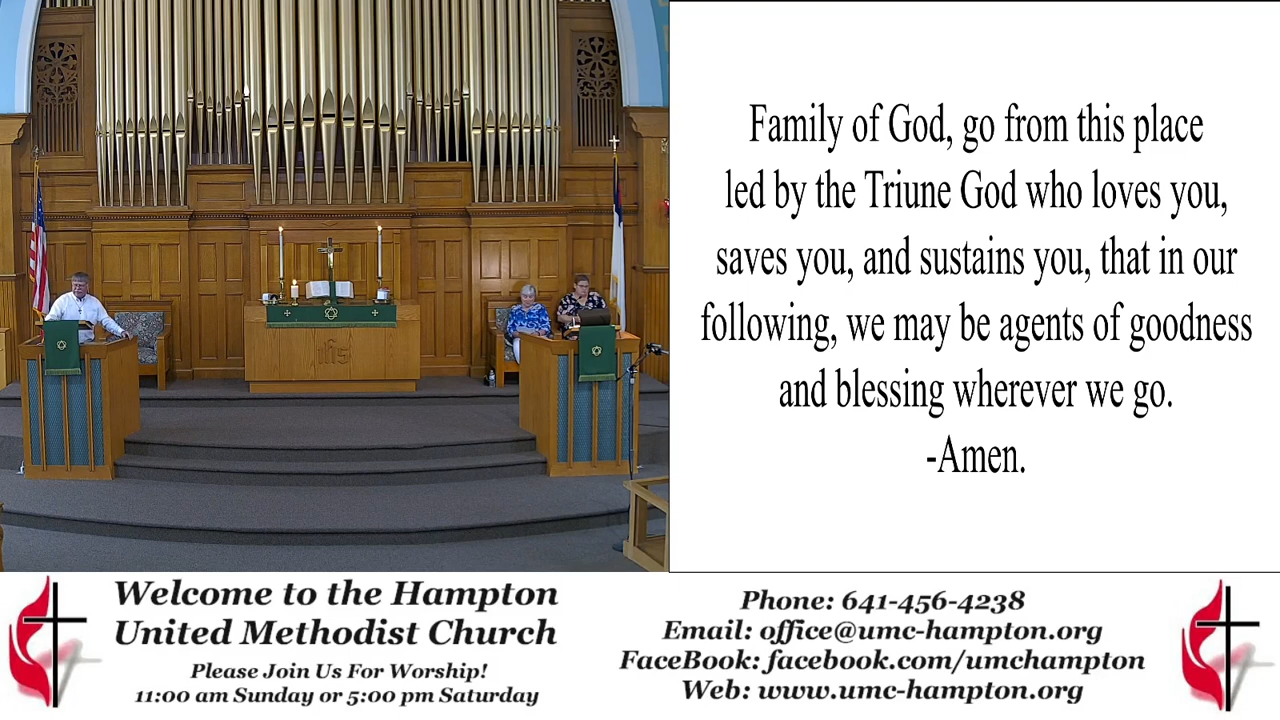 Family of God, go from this place
led by the Triune God who loves you,
saves you, and sustains you, that in our
following, we may be agents of goodness
and blessing wherever we go.
-Amen.
ihs
Welcome to the Hampton
United Methodist Church
Please Join Us For Worship!
11:00 am Sunday or 5:00 pm Saturday
Phone: 641-456-4238
Email: office@umc-hampton.org
FaceBook: facebook.com/umchampton
Web: www.umc-hampton.org